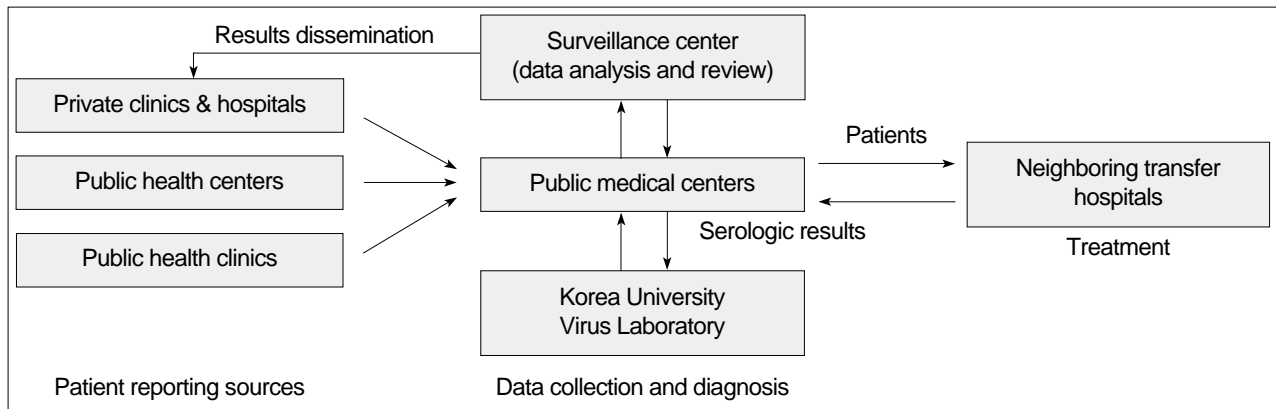 Results dissemination
Surveillance center
(data analysis and review)
Private clinics & hospitals
Patients
Public health centers
Public medical centers
Neighboring transfer
hospitals
Serologic results
Public health clinics
Treatment
Korea University
Virus Laboratory
Patient reporting sources
Data collection and diagnosis